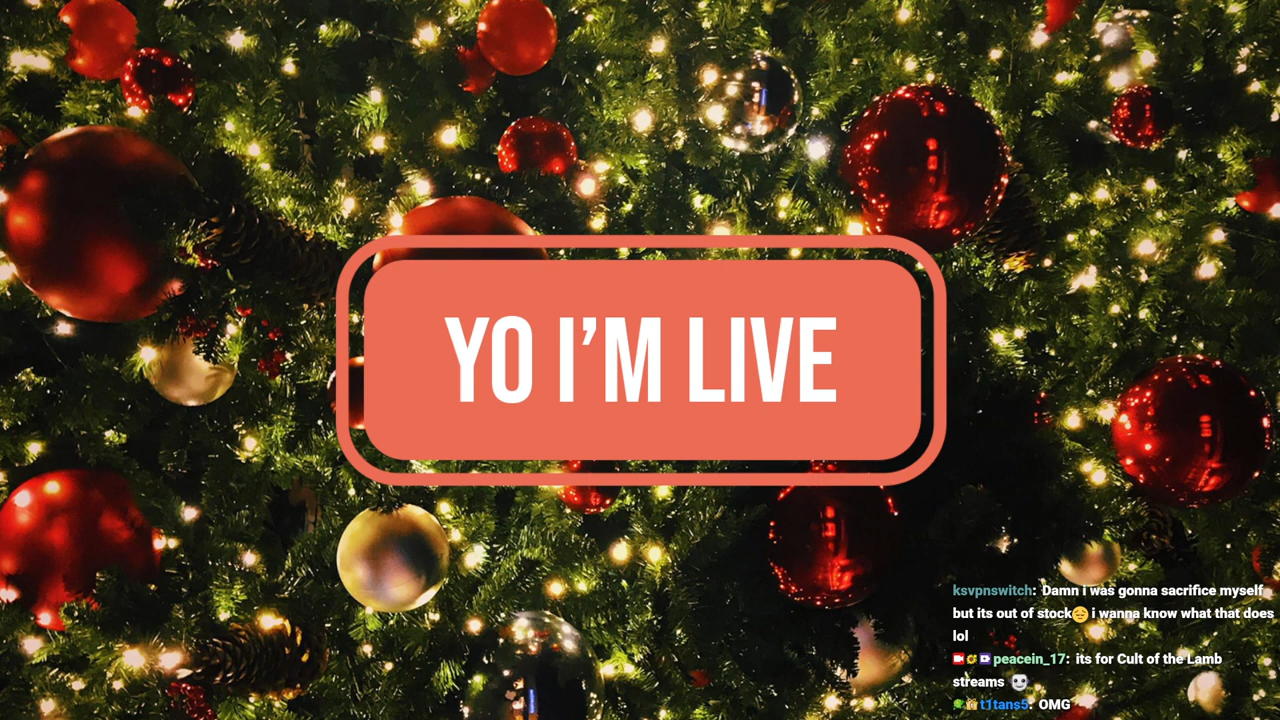 YO I’M LIVE
ksvpnswitch: Damn i was gonna sacrifice myself
but its out of stock😔 i wanna know what that does
lol
peacein_17: its for Cult of the Lamb
streams
t1tans5: OMG